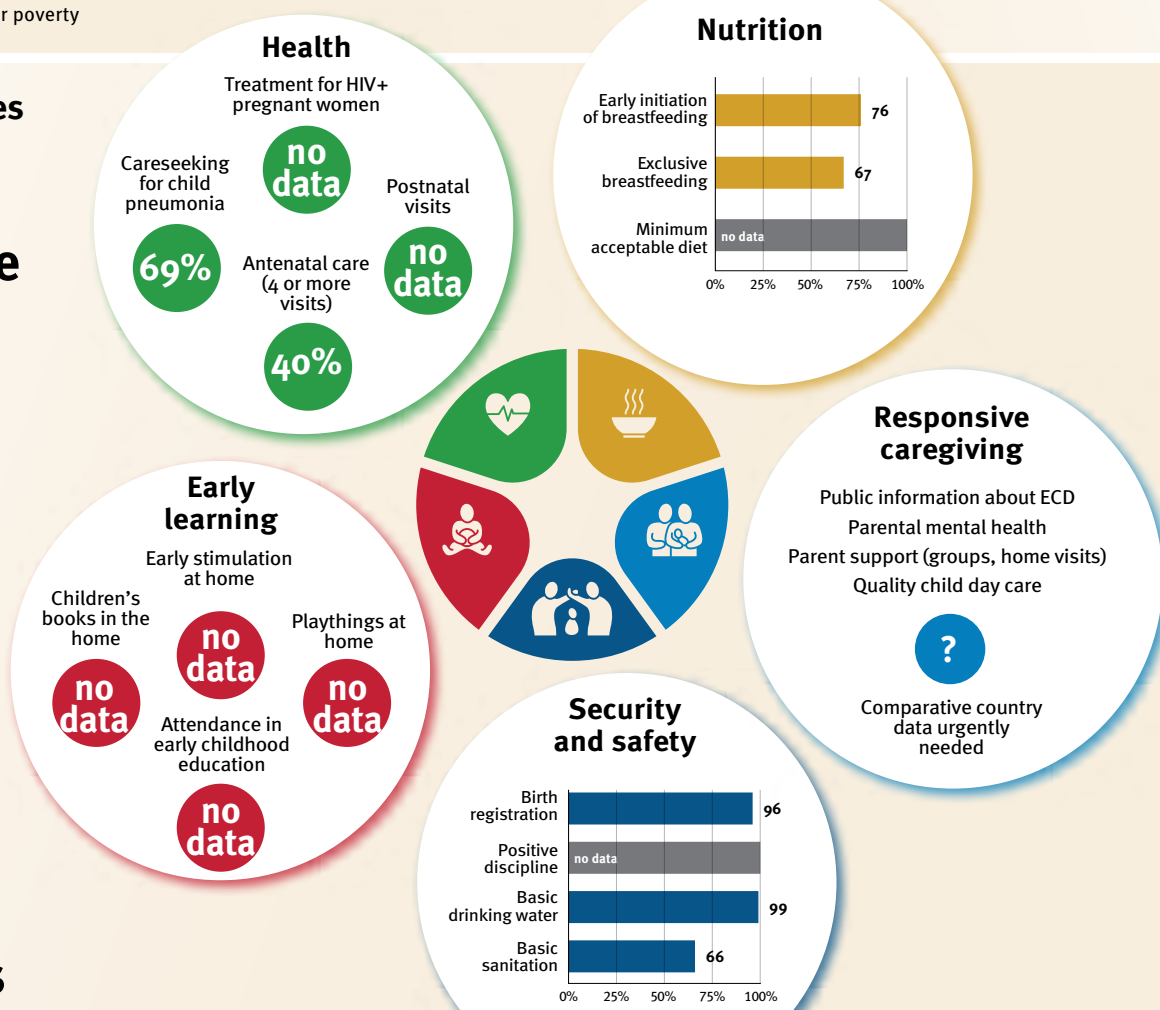 r poverty
es
e
s
Health
Treatment for HIV+
pregnant women
no
data
Careseeking
for child
pneumonia
69%
Postnatal
visits
no
data
Antenatal care
(4 or more
visits)
40%
Nutrition
Early initiation
of breastfeeding
76
Exclusive
breastfeeding
67
Minimum
acceptable diet
no data
0% 25% 50% 75% 100%
Responsive
caregiving
Public information about ECD
Parental mental health
Parent support (groups, home visits)
Quality child day care
?
Comparative country
data urgently
needed
Early
learning
Early stimulation
at home
no
data
Children's
books in the
home
no
data
Playthings at
home
no
data
Attendance in
early childhood
education
no
data
Security
and safety
Birth
registration
96
Positive
discipline
no data
Basic
drinking water
99
Basic
sanitation
66
0% 25% 50% 75% 100%